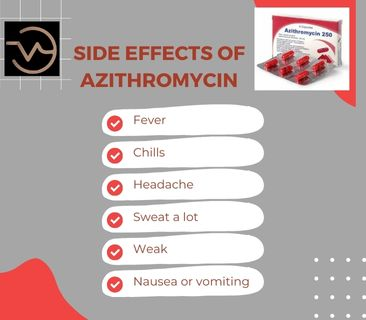 SIDE EFFECTS OF
AZITHROMYCIN
Azithromycin 250
Fever
Chills
Headache
Sweat a lot
Weak
Nausea or vomiting